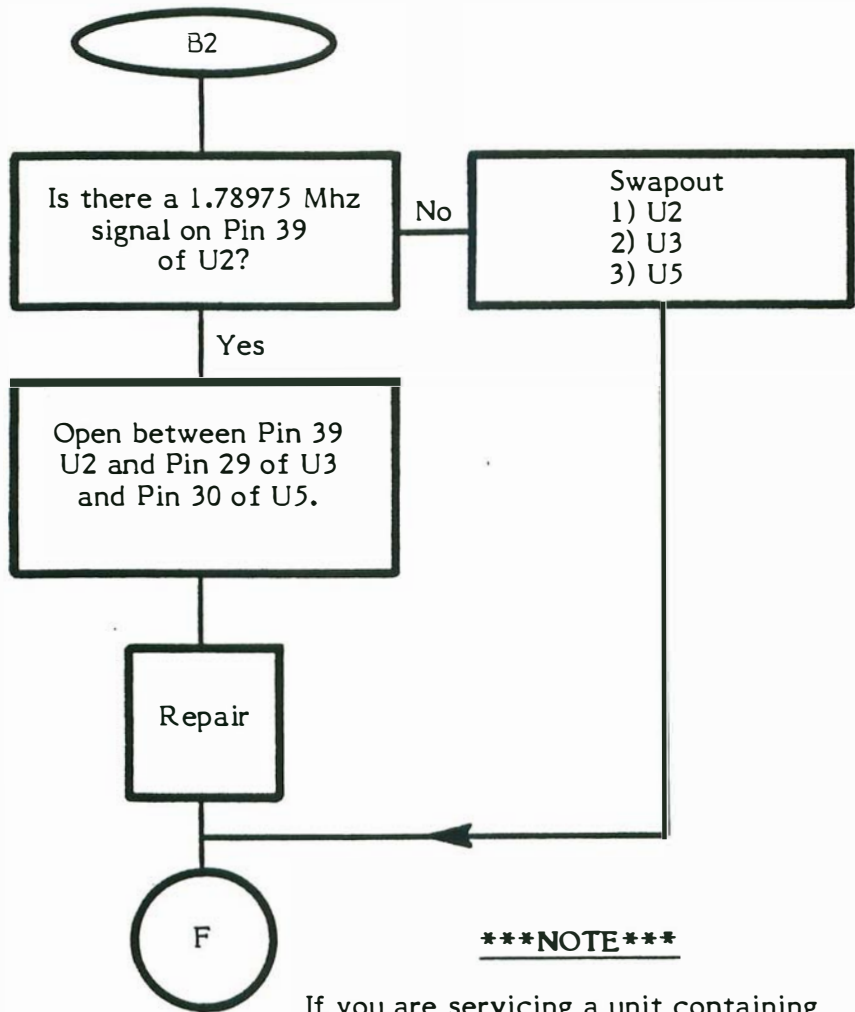 B2
Is there a 1.78975 Mhz
signal on Pin 39
of U2?
No
Swapout
1) U2
2) U3
3) U5
Yes
Open between Pin 39
U2 and Pin 29 of U3
and Pin 30 of U5.
Repair
F
***NOTE***
If you are servicing a unit containing